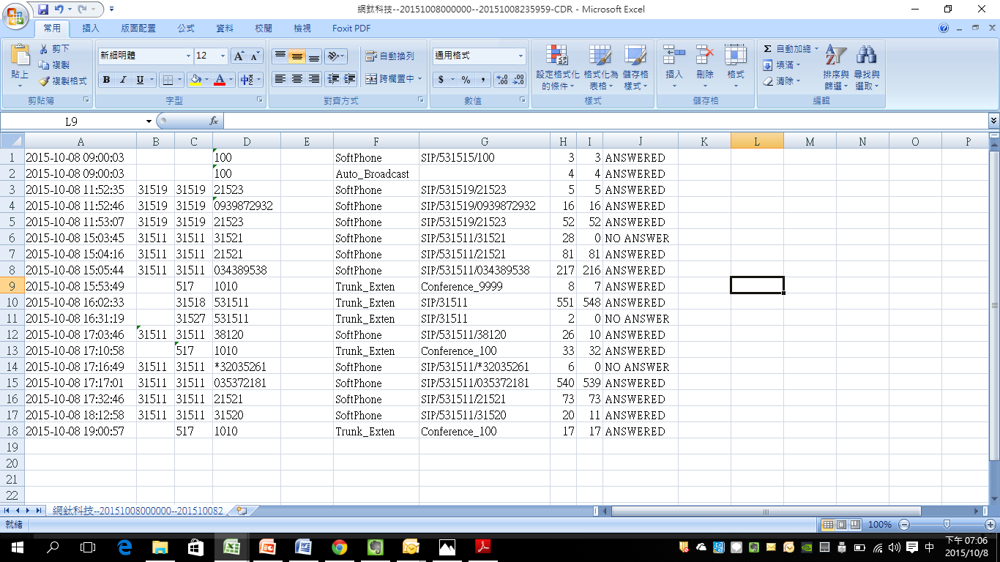 網鈦科技--20151008000000--20151008235959-CDR - Microsoft Excel
常用 插入 版面配置 公式 資料 校閱 檢視 Foxit PDF
貼上 剪下 複製 複製格式 剪貼簿
新細明體 12 B I U 字型
自動換列 跨欄置中 對齊方式
通用格式 $ % , 數值
設定格式化的條件 格式化為表格 儲存格樣式 樣式
插入 刪除 格式 儲存格
Σ 自動加總 填滿 清除 排序與篩選 尋找與選取 編輯
L9 fx
A B C D E F G H I J K L M N O P
1 2015-10-08 09:00:03 100 SoftPhone SIP/531515/100 3 3 ANSWERED
2 2015-10-08 09:00:03 100 Auto_Broadcast 4 4 ANSWERED
3 2015-10-08 11:52:35 31519 31519 21523 SoftPhone SIP/531519/21523 5 5 ANSWERED
4 2015-10-08 11:52:46 31519 31519 0939872932 SoftPhone SIP/531519/0939872932 16 16 ANSWERED
5 2015-10-08 11:53:07 31519 31519 21523 SoftPhone SIP/531519/21523 52 52 ANSWERED
6 2015-10-08 15:03:45 31511 31511 31521 SoftPhone SIP/531511/31521 28 0 NO ANSWER
7 2015-10-08 15:04:16 31511 31511 21521 SoftPhone SIP/531511/21521 81 81 ANSWERED
8 2015-10-08 15:05:44 31511 31511 034389538 SoftPhone SIP/531511/034389538 217 216 ANSWERED
9 2015-10-08 15:53:49 517 1010 Trunk_Exten Conference_9999 8 7 ANSWERED
10 2015-10-08 16:02:33 31518 531511 Trunk_Exten SIP/31511 551 548 ANSWERED
11 2015-10-08 16:31:19 31527 531511 Trunk_Exten SIP/31511 2 0 NO ANSWER
12 2015-10-08 17:03:46 31511 31511 38120 SoftPhone SIP/531511/38120 26 10 ANSWERED
13 2015-10-08 17:10:58 517 1010 Trunk_Exten Conference_100 33 32 ANSWERED
14 2015-10-08 17:16:49 31511 31511 *32035261 SoftPhone SIP/531511/*32035261 6 0 NO ANSWER
15 2015-10-08 17:17:01 31511 31511 035372181 SoftPhone SIP/531511/035372181 540 539 ANSWERED
16 2015-10-08 17:32:46 31511 31511 21521 SoftPhone SIP/531511/21521 73 73 ANSWERED
17 2015-10-08 18:12:58 31511 31511 31520 SoftPhone SIP/531511/31520 20 11 ANSWERED
18 2015-10-08 19:00:57 517 1010 Trunk_Exten Conference_100 17 17 ANSWERED
19
20
21
22
網鈦科技--20151008000000--201510082
就緒 100%
中 下午 07:06
2015/10/8